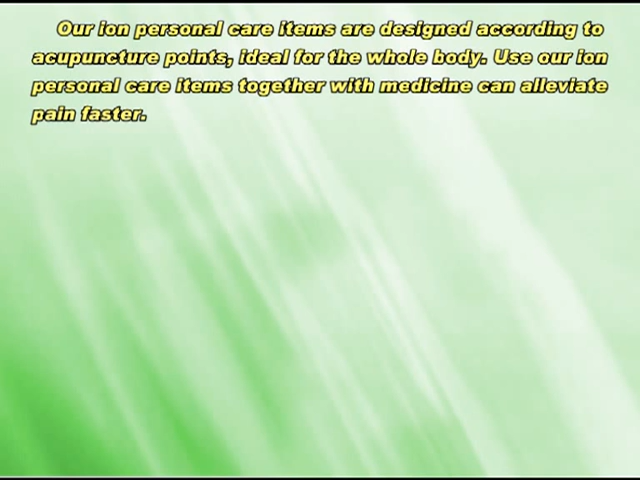 Our ion personal care items are designed according to
acupuncture points, ideal for the whole body. Use our ion
personal care items together with medicine can alleviate
pain faster.